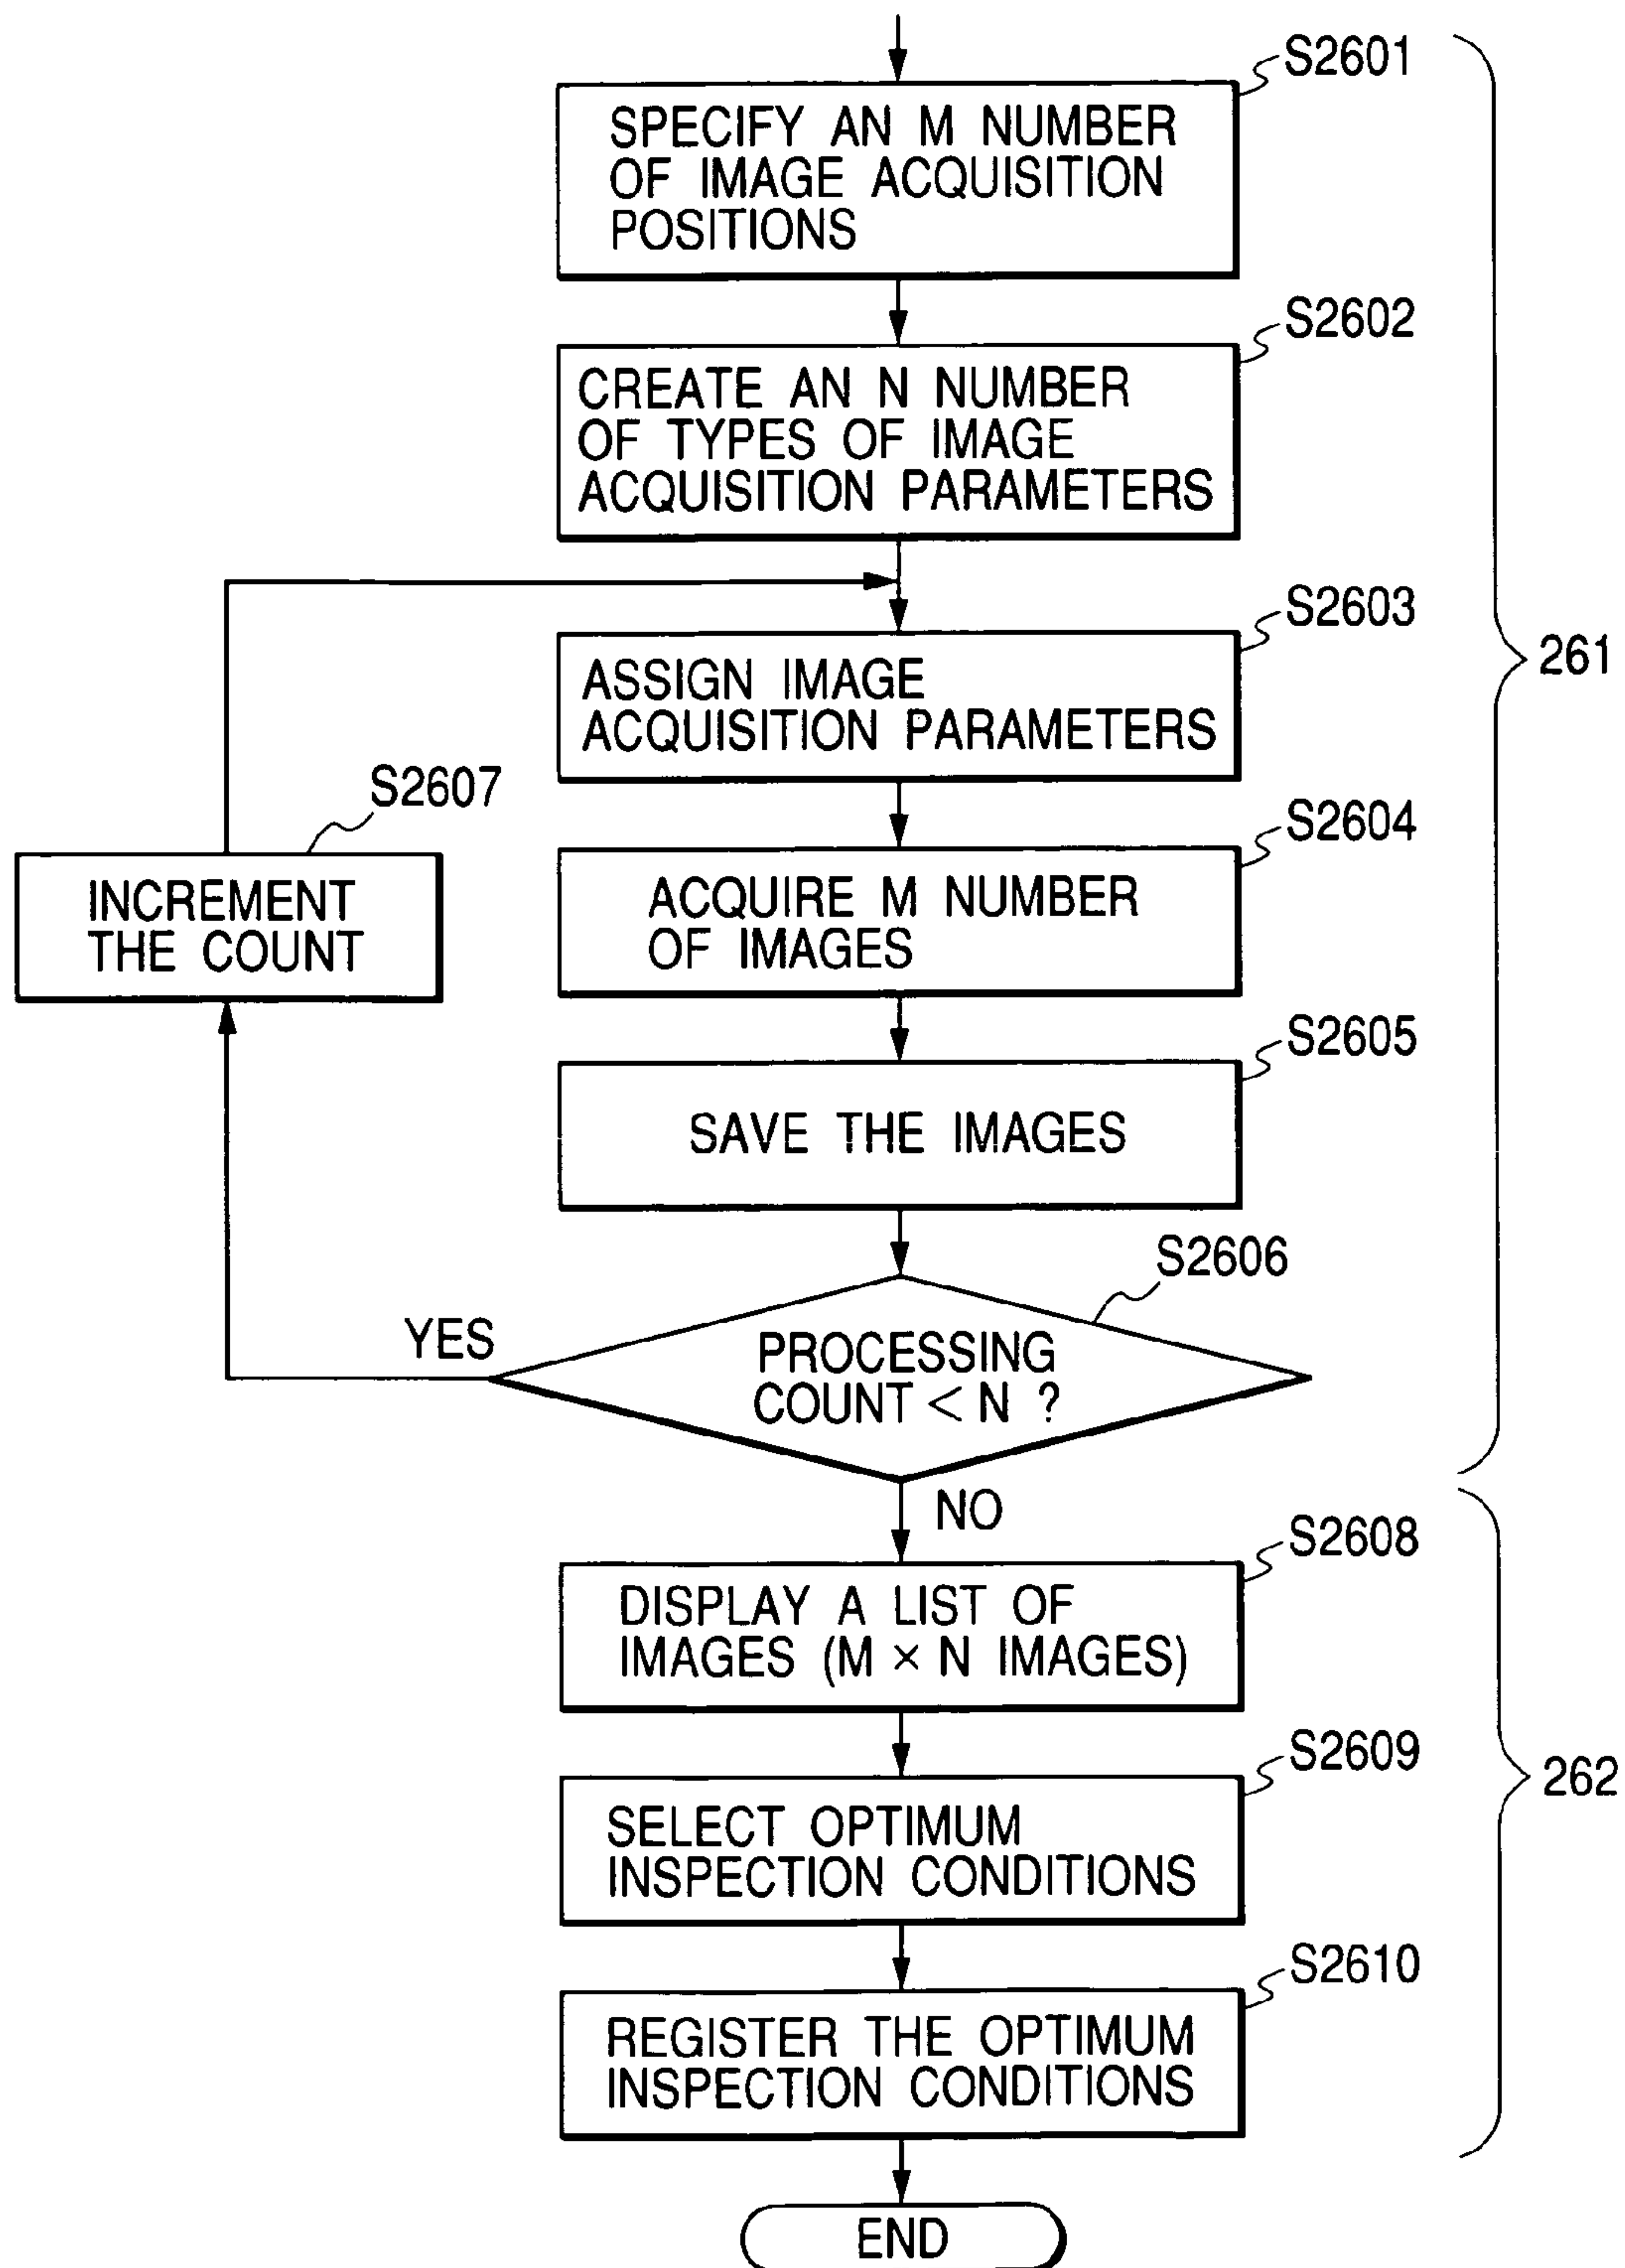 S2601
SPECIFY AN M NUMBER
OF IMAGE ACQUISITION
POSITIONS
S2602
CREATE AN N NUMBER
OF TYPES OF IMAGE
ACQUISITION PARAMETERS
S2603
ASSIGN IMAGE
ACQUISITION PARAMETERS
261
S2607
INCREMENT
THE COUNT
S2604
ACQUIRE M NUMBER
OF IMAGES
S2605
SAVE THE IMAGES
S2606
YES
PROCESSING
COUNT < N ?
NO
S2608
DISPLAY A LIST OF
IMAGES (M × N IMAGES)
S2609
SELECT OPTIMUM
INSPECTION CONDITIONS
262
S2610
REGISTER THE OPTIMUM
INSPECTION CONDITIONS
END